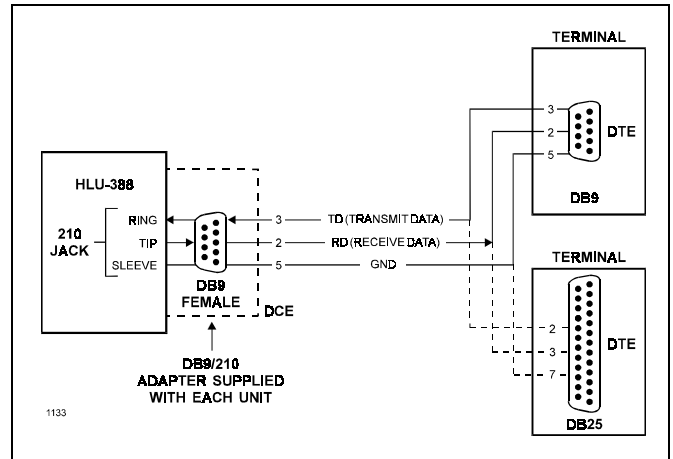 TERMINAL
3
2
5
DTE
DB9
HLU-388
210
JACK
RING
TIP
SLEEVE
DB9
FEMALE
DCE
3 TD (TRANSMIT DATA)
2 RD (RECEIVE DATA)
5 GND
TERMINAL
2
3
7
DTE
DB25
DB9/210
ADAPTER SUPPLIED
WITH EACH UNIT
1133